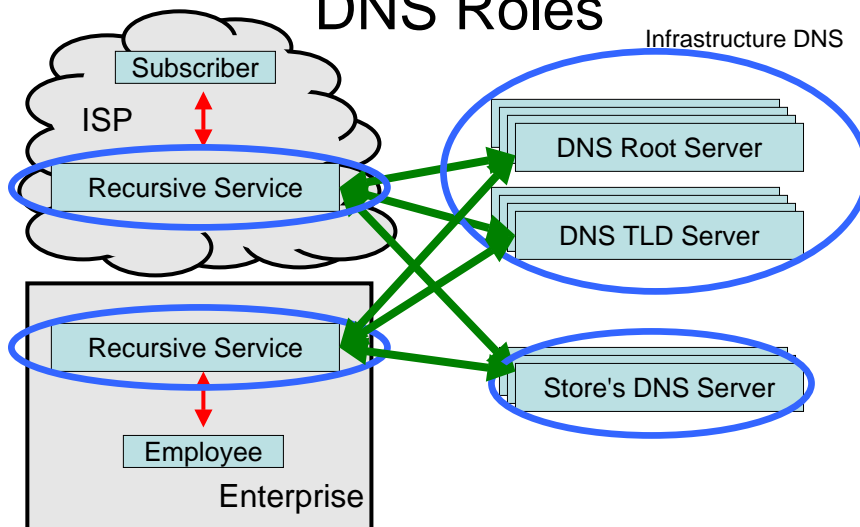 DNS Roles
Infrastructure DNS
Subscriber
ISP
Recursive Service
DNS Root Server
DNS TLD Server
Recursive Service
Store's DNS Server
Employee
Enterprise